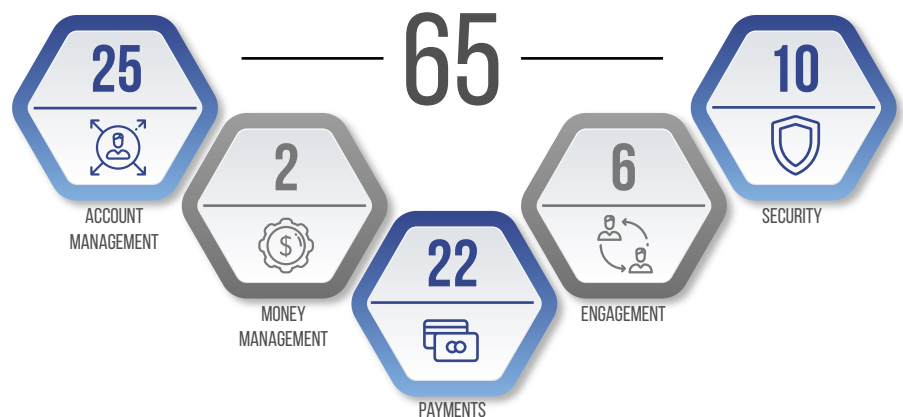 65
25
ACCOUNT
MANAGEMENT
2
$
MONEY
MANAGEMENT
22
PAYMENTS
6
ENGAGEMENT
10
SECURITY